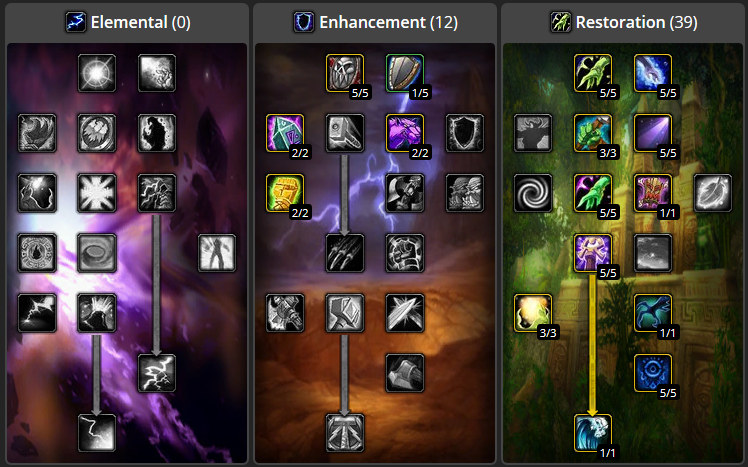 Elemental (0) Enhancement (12) Restoration (39)
5/5 1/5 5/5 5/5
2/2 2/2 3/3 5/5
2/2 5/5 1/1
5/5
3/3 1/1
5/5
1/1